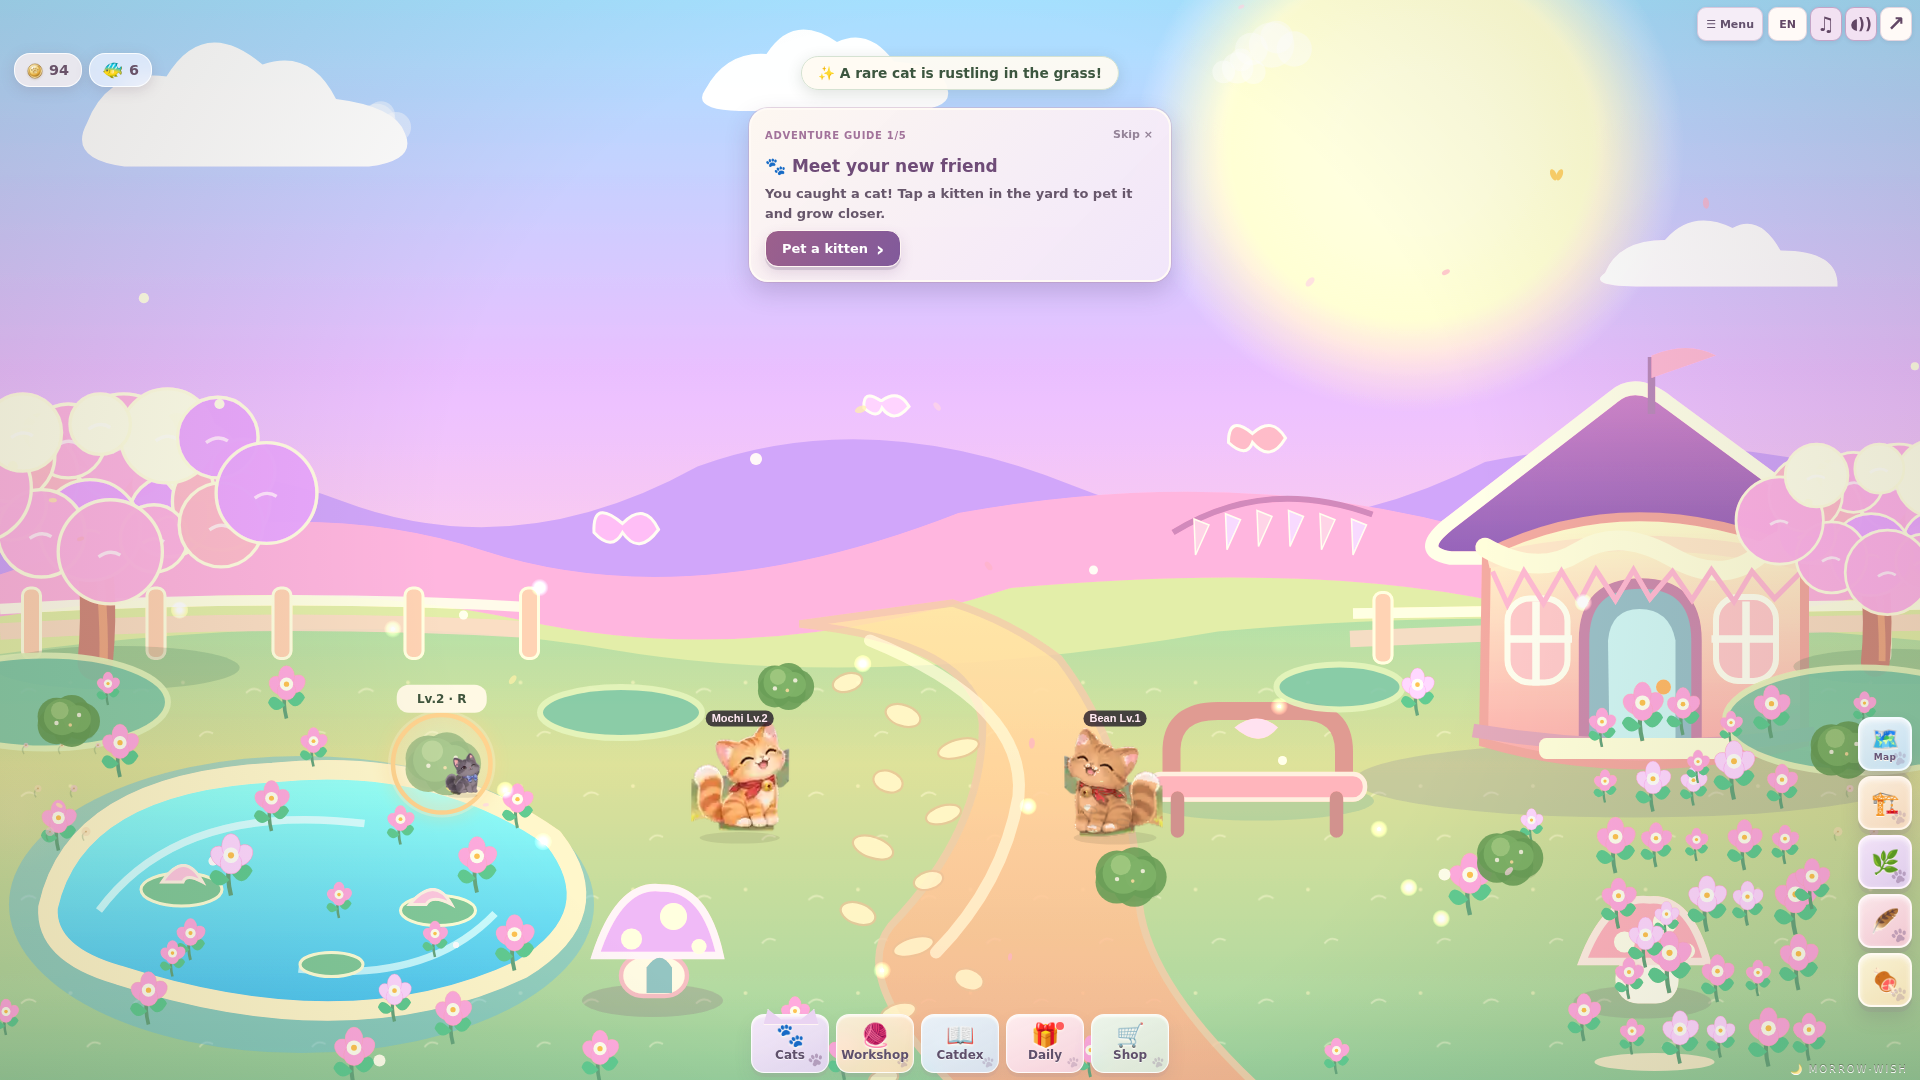 ☰ Menu
EN
94
6
✨ A rare cat is rustling in the grass!
ADVENTURE GUIDE 1/5
Skip ×
🐾 Meet your new friend
You caught a cat! Tap a kitten in the yard to pet it
and grow closer.
Pet a kitten ›
Lv.2 · R
Mochi Lv.2
Bean Lv.1
Map
Cats
Workshop
Catdex
Daily
Shop
🌙 MORROW·WISH